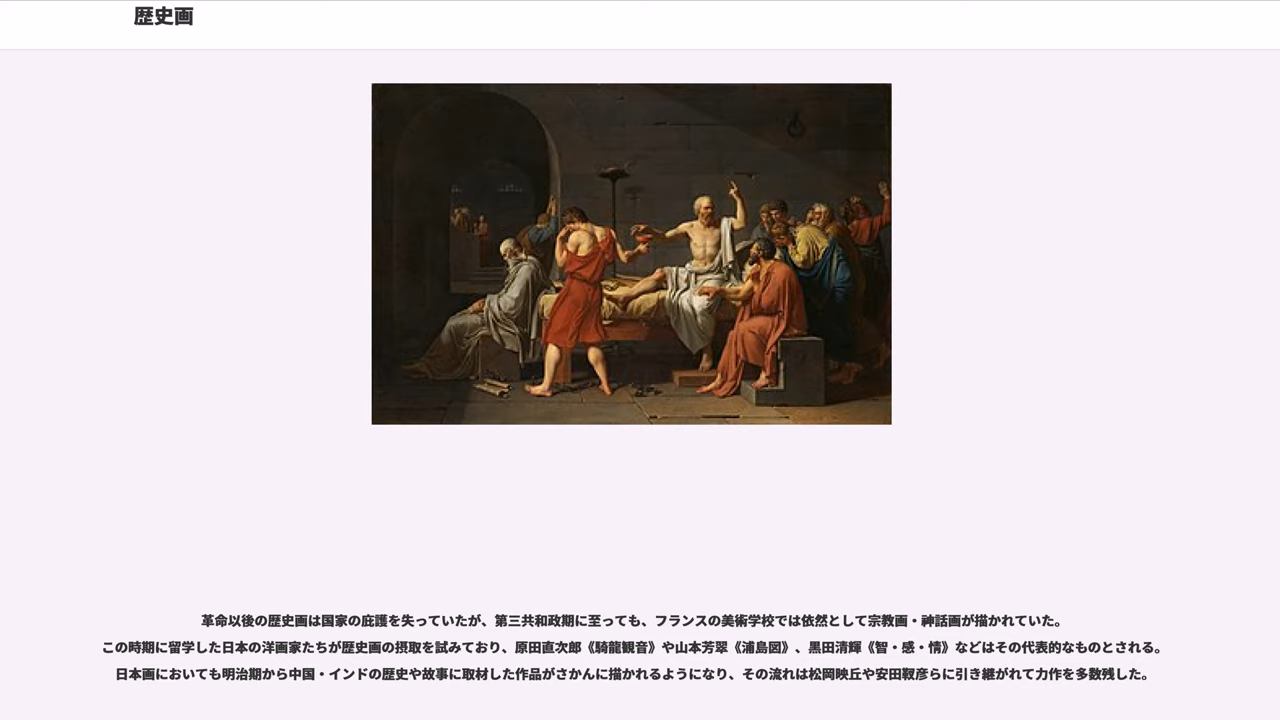 歴史画
革命以後の歴史画は国家の庇護を失っていたが、第三共和政期に至っても、フランスの美術学校では依然として宗教画・神話画が描かれていた。
この時期に留学した日本の洋画家たちが歴史画の摂取を試みており、原田直次郎《騎龍観音》や山本芳翠《浦島図》、黒田清輝《智・感・情》などはその代表的なものとされる。
日本画においても明治期から中国・インドの歴史や故事に取材した作品がさかんに描かれるようになり、その流れは松岡映丘や安田靫彦らに引き継がれて力作を多数残した。